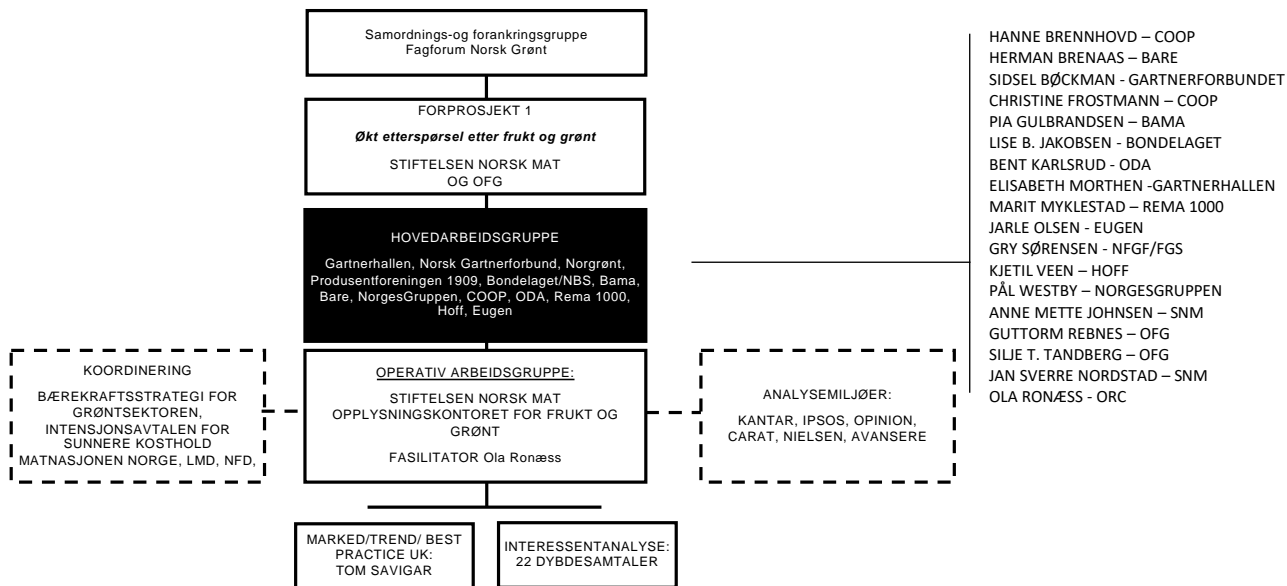 Samordnings-og forankringsgruppe
Fagforum Norsk Grønt
FORPROSJEKT 1
Økt etterspørsel etter frukt og grønt
STIFTELSEN NORSK MAT
OG OFG
HOVEDARBEIDSGRUPPE
Gartnerhallen, Norsk Gartnerforbund, Norgrønt,
Produsentforeningen 1909, Bondelaget/NBS, Bama,
Bare, NorgesGruppen, COOP, ODA, Rema 1000,
Hoff, Eugen
KOORDINERING
BÆREKRAFTSSTRATEGI FOR
GRØNTSEKTOREN,
INTENSJONSAVTALEN FOR
SUNNERE KOSTHOLD
MATNASJONEN NORGE, LMD, NFD,
OPERATIV ARBEIDSGRUPPE:
STIFTELSEN NORSK MAT
OPPLYSNINGSKONTORET FOR FRUKT OG
GRØNT
FASILITATOR Ola Ronæss
ANALYSEMILJØER:
KANTAR, IPSOS, OPINION,
CARAT, NIELSEN, AVANSERE
MARKED/TREND/ BEST
PRACTICE UK:
TOM SAVIGAR
INTERESSENTANALYSE:
22 DYBDESAMTALER
HANNE BRENNHOVD – COOP
HERMAN BRENAAS – BARE
SIDSEL BØCKMAN - GARTNERFORBUNDET
CHRISTINE FROSTMANN – COOP
PIA GULBRANDSEN – BAMA
LISE B. JAKOBSEN - BONDELAGET
BENT KARLSRUD - ODA
ELISABETH MORTHEN -GARTNERHALLEN
MARIT MYKLESTAD – REMA 1000
JARLE OLSEN - EUGEN
GRY SØRENSEN - NFGF/FGS
KJETIL VEEN – HOFF
PÅL WESTBY – NORGESGRUPPEN
ANNE METTE JOHNSEN – SNM
GUTTORM REBNES – OFG
SILJE T. TANDBERG – OFG
JAN SVERRE NORDSTAD – SNM
OLA RONÆSS - ORC